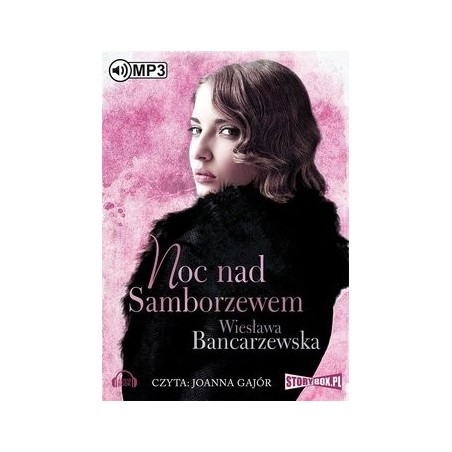 MP3
Noc nad
Samborzewem
Wiesława
Bancarzewska
CZYTA: JOANNA GAJÓR
STORYBOX.PL